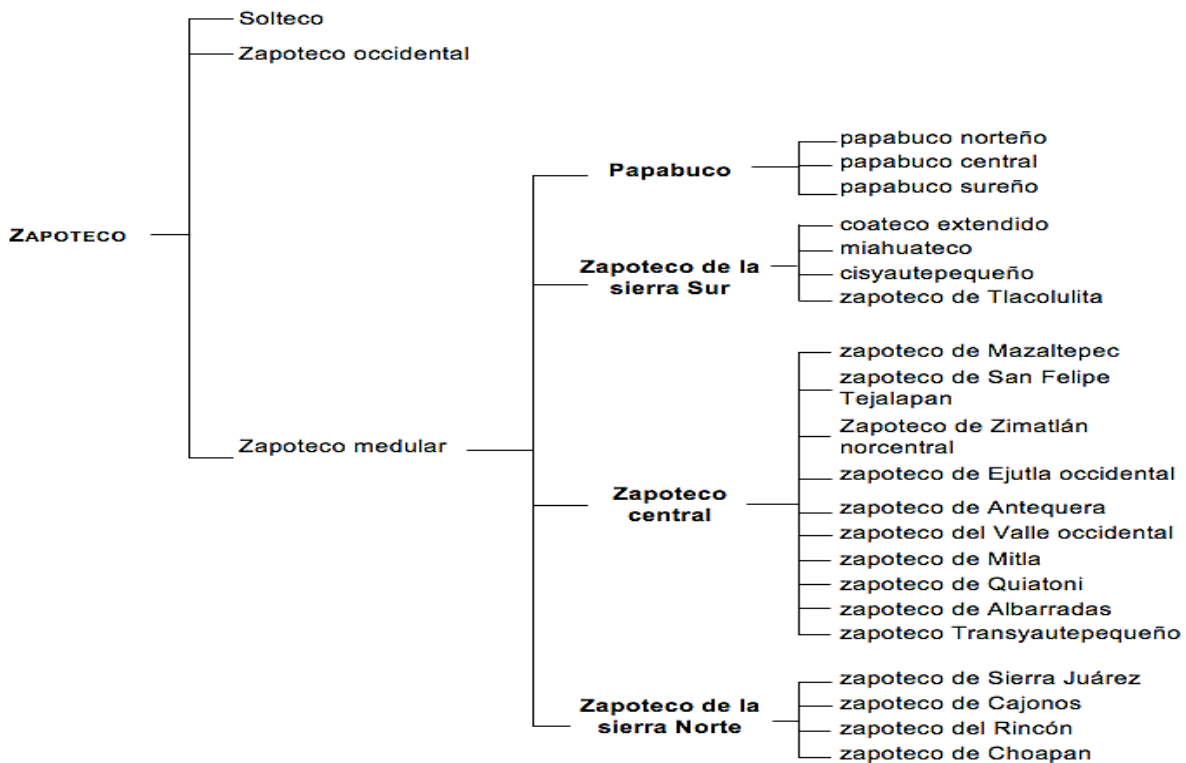 Solteco
Zapoteco occidental
ZAPOTECO
Zapoteco medular
Papabuco
papabuco norteño
papabuco central
papabuco sureño
Zapoteco de la
sierra Sur
coateco extendido
miahuateco
cisyautepequeño
zapoteco de Tlacolulita
Zapoteco
central
zapoteco de Mazaltepec
zapoteco de San Felipe
Tejalapan
Zapoteco de Zimatlán
norcentral
zapoteco de Ejutla occidental
zapoteco de Antequera
zapoteco del Valle occidental
zapoteco de Mitla
zapoteco de Quiatoni
zapoteco de Albarradas
zapoteco Transyautepequeño
Zapoteco de la
sierra Norte
zapoteco de Sierra Juárez
zapoteco de Cajonos
zapoteco del Rincón
zapoteco de Choapan